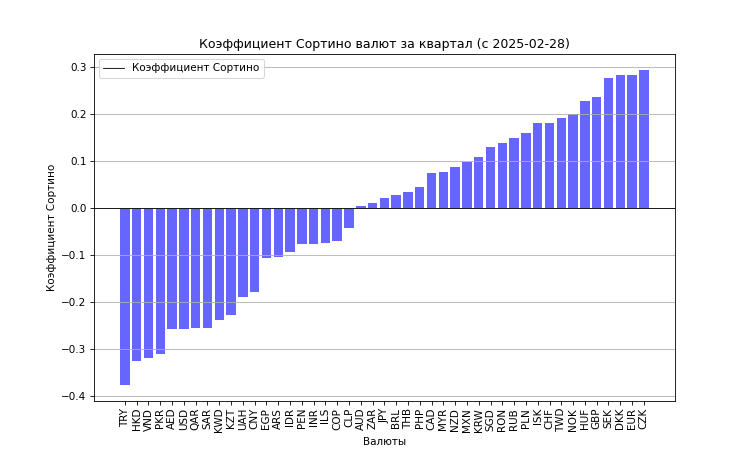 Коэффициент Сортино валют за квартал (с 2025-02-28)
Коэффициент Сортино
0.3
0.2
0.1
0.0
−0.1
−0.2
−0.3
−0.4
Коэффициент Сортино
TRY HKD VND PKR AED USD QAR SAR KWD KZT UAH CNY EGP ARS IDR PEN INR ILS COP CLP AUD ZAR JPY BRL THB PHP CAD MYR NZD MXN KRW SGD RON RUB PLN ISK CHF TWD NOK HUF GBP SEK DKK EUR CZK
Валюты